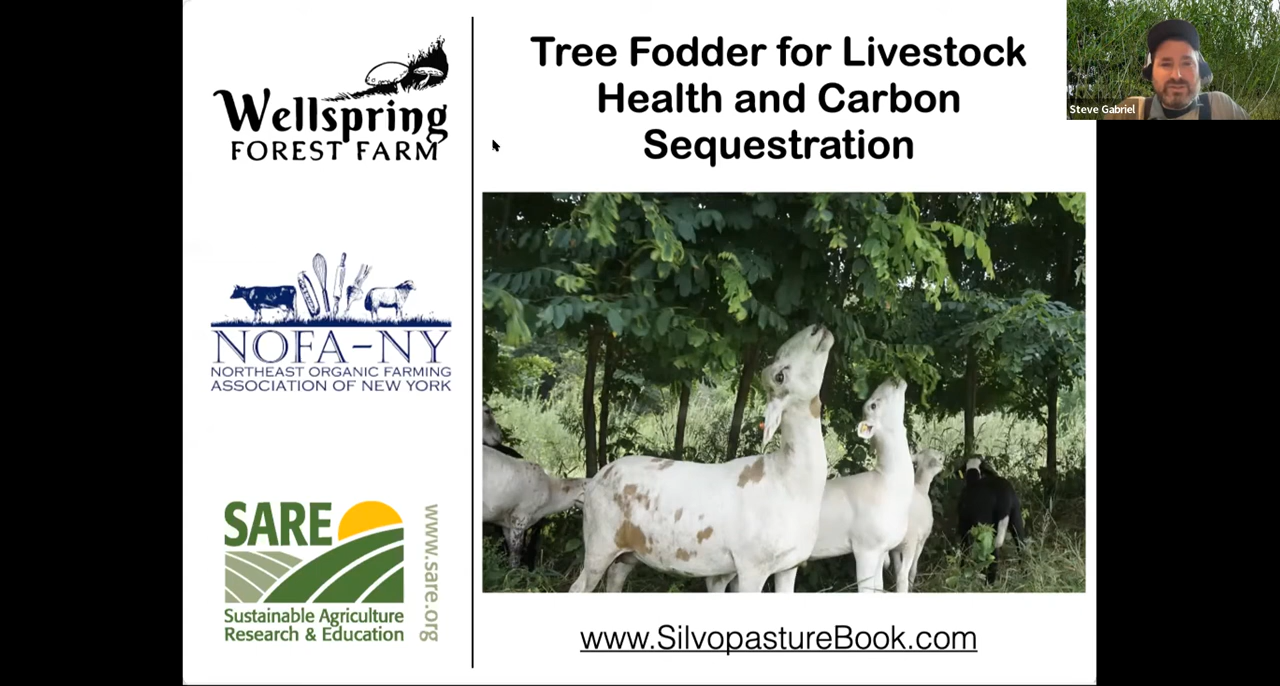 Wellspring
FOREST FARM
NOFA-NY
NORTHEAST ORGANIC FARMING
ASSOCIATION OF NEW YORK
SARE
www.sare.org
Sustainable Agriculture
Research & Education
Tree Fodder for Livestock
Health and Carbon
Sequestration
www.SilvopastureBook.com
Steve Gabriel